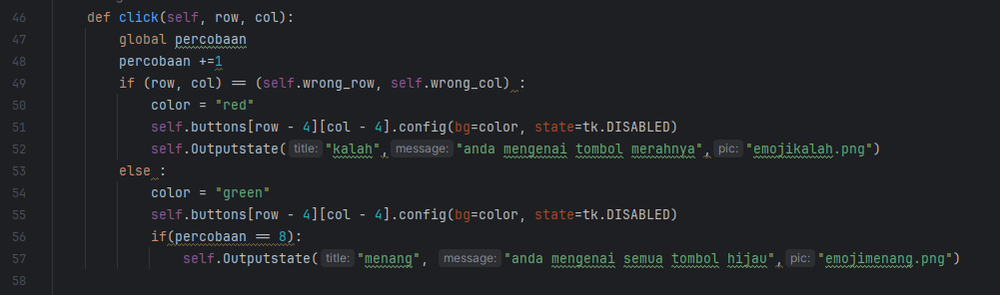 46 def click(self, row, col):
47 global percobaan
48 percobaan +=1
49 if (row, col) == (self.wrong_row, self.wrong_col) :
50 color = "red"
51 self.buttons[row - 4][col - 4].config(bg=color, state=tk.DISABLED)
52 self.Outputstate( title: "kalah", message: "anda mengenai tombol merahnya", pic: "emojikalah.png")
53 else :
54 color = "green"
55 self.buttons[row - 4][col - 4].config(bg=color, state=tk.DISABLED)
56 if(percobaan == 8):
57 self.Outputstate( title: "menang", message: "anda mengenai semua tombol hijau", pic: "emojimenang.png")
58